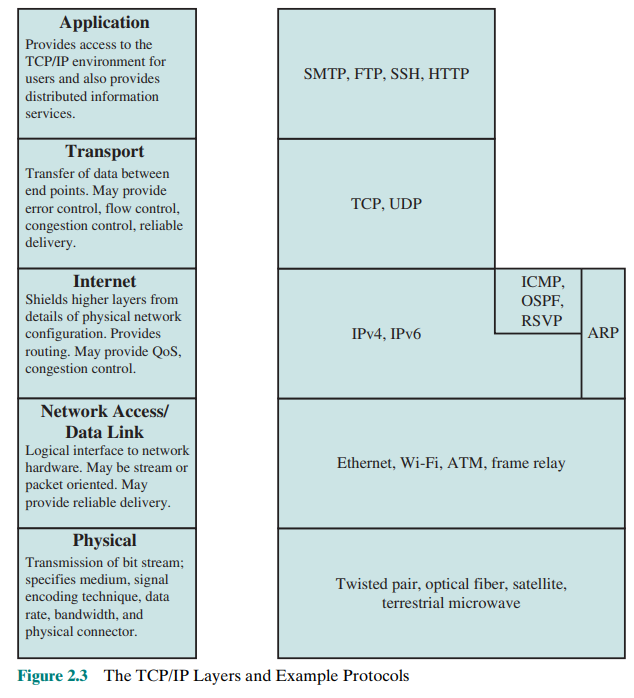 Application
Provides access to the
TCP/IP environment for
users and also provides
distributed information
services.
SMTP, FTP, SSH, HTTP
Transport
Transfer of data between
end points. May provide
error control, flow control,
congestion control, reliable
delivery.
TCP, UDP
Internet
Shields higher layers from
details of physical network
configuration. Provides
routing. May provide QoS,
congestion control.
IPv4, IPv6
ICMP,
OSPF,
RSVP
ARP
Network Access/
Data Link
Logical interface to network
hardware. May be stream or
packet oriented. May
provide reliable delivery.
Ethernet, Wi-Fi, ATM, frame relay
Physical
Transmission of bit stream;
specifies medium, signal
encoding technique, data
rate, bandwidth, and
physical connector.
Twisted pair, optical fiber, satellite,
terrestrial microwave
Figure 2.3 The TCP/IP Layers and Example Protocols